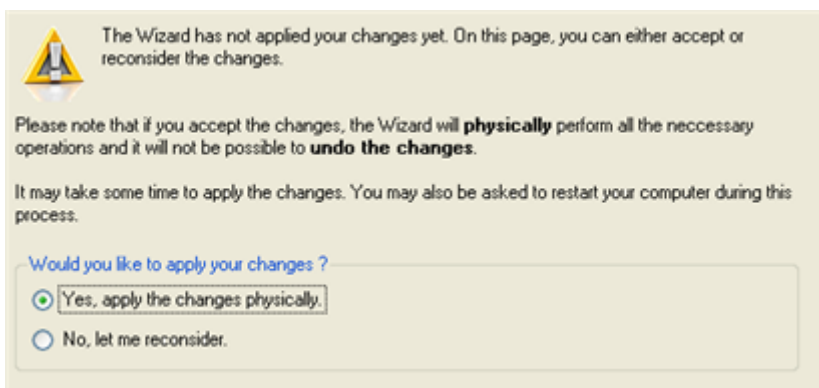 The Wizard has not applied your changes yet. On this page, you can either accept or
reconsider the changes.
Please note that if you accept the changes, the Wizard will physically perform all the neccessary
operations and it will not be possible to undo the changes.
It may take some time to apply the changes. You may also be asked to restart your computer during this
process.
Would you like to apply your changes ?
Yes, apply the changes physically.
No, let me reconsider.